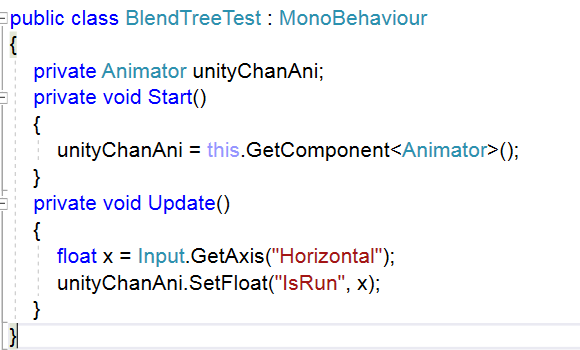 public class BlendTreeTest : MonoBehaviour
{
private Animator unityChanAni;
private void Start()
{
unityChanAni = this.GetComponent<Animator>();
}
private void Update()
{
float x = Input.GetAxis("Horizontal");
unityChanAni.SetFloat("IsRun", x);
}
}